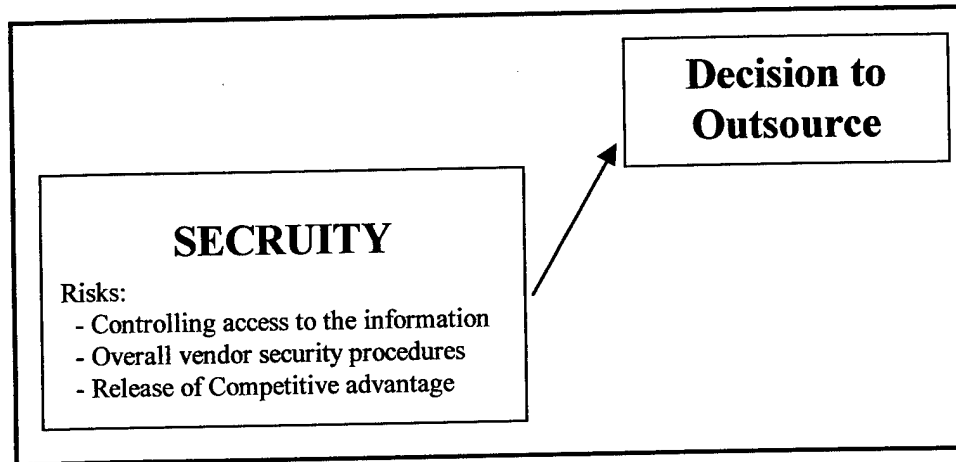 Decision to
Outsource
SECRUITY
Risks:
- Controlling access to the information
- Overall vendor security procedures
- Release of Competitive advantage